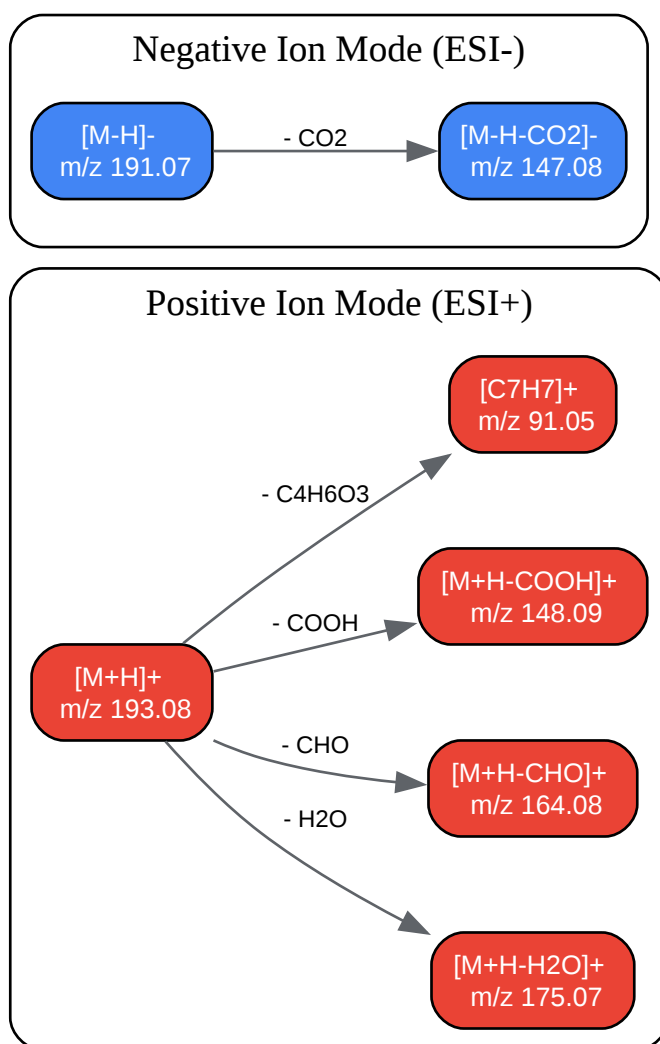 Negative Ion Mode (ESI-)
[M-H]-
m/z 191.07
- CO2
[M-H-CO2]-
m/z 147.08
Positive Ion Mode (ESI+)
[C7H7]+
m/z 91.05
- C4H6O3
[M+H-COOH]+
m/z 148.09
- COOH
[M+H]+
m/z 193.08
- CHO
[M+H-CHO]+
m/z 164.08
- H2O
[M+H-H2O]+
m/z 175.07